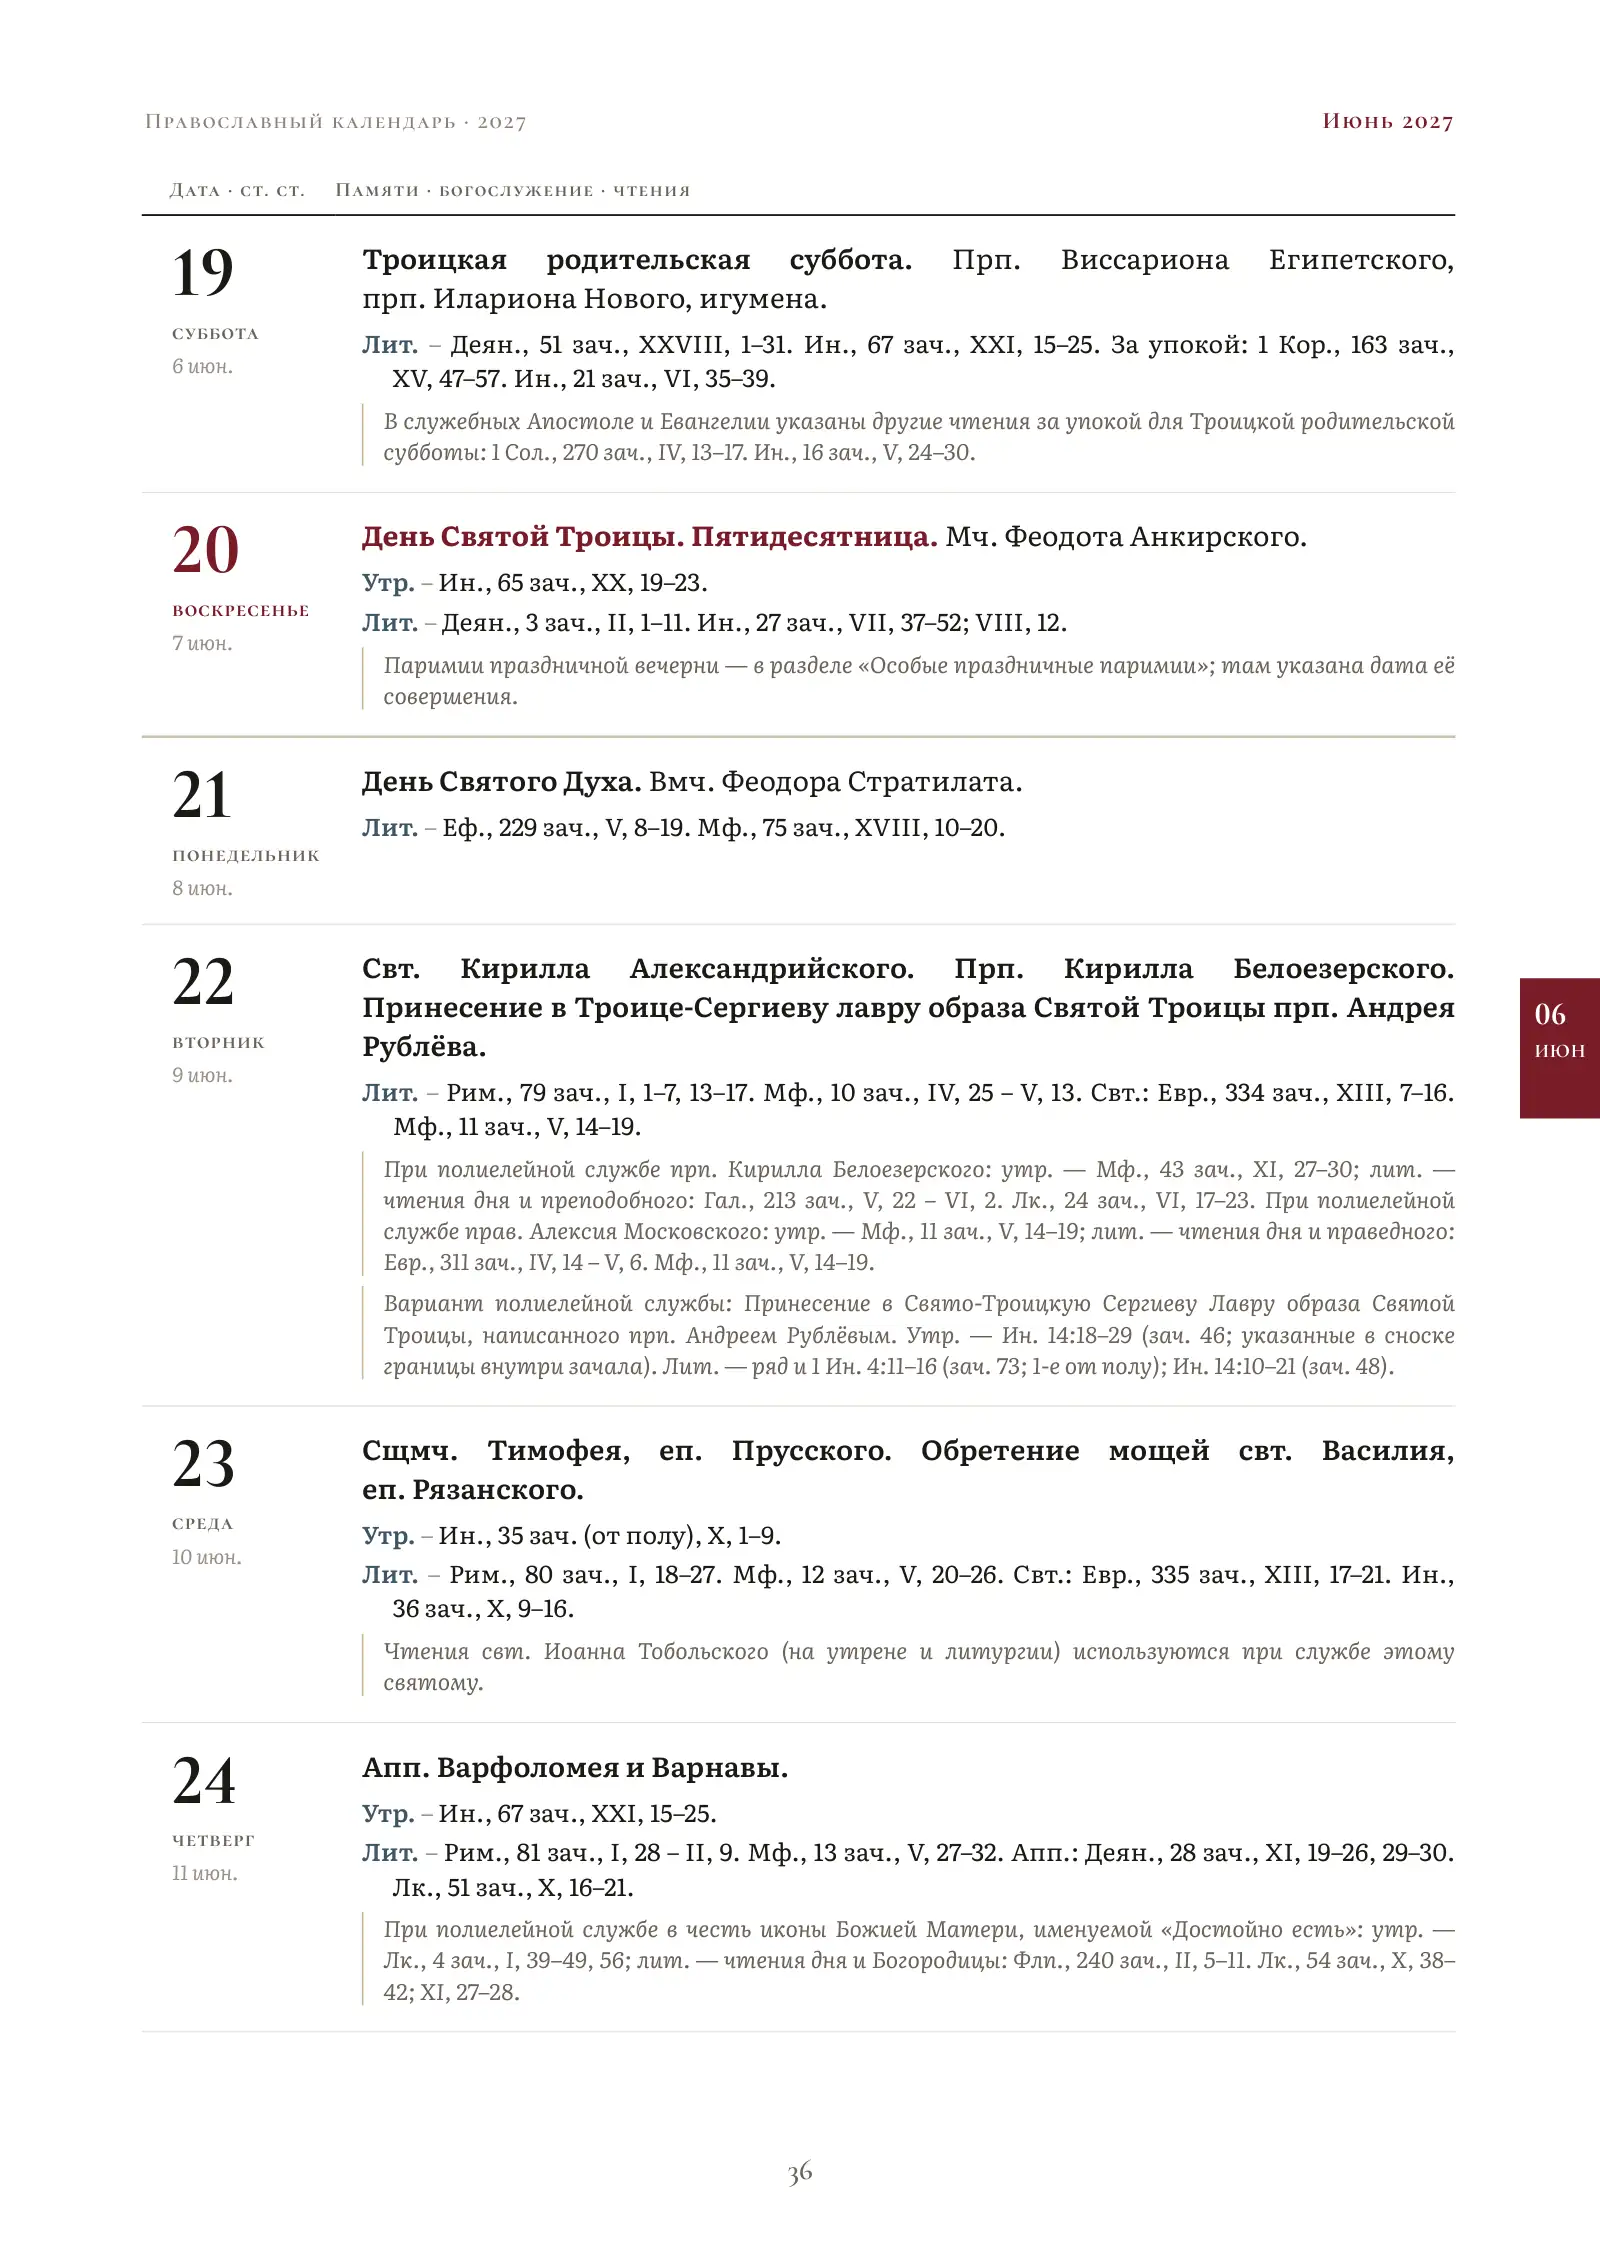 Православный календарь · 2027
Июнь 2027
Дата · ст. ст. Памяти · богослужение · чтения
19
суббота
6 июн.
Троицкая родительская суббота. Прп. Виссариона Египетского,
прп. Илариона Нового, игумена.
Лит. – Деян., 51 зач., XXVIII, 1–31. Ин., 67 зач., XXI, 15–25. За упокой: 1 Кор., 163 зач.,
XV, 47–57. Ин., 21 зач., VI, 35–39.
В служебных Апостоле и Евангелии указаны другие чтения за упокой для Троицкой родительской
субботы: 1 Сол., 270 зач., IV, 13–17. Ин., 16 зач., V, 24–30.
20
воскресенье
7 июн.
День Святой Троицы. Пятидесятница. Мч. Феодота Анкирского.
Утр. – Ин., 65 зач., XX, 19–23.
Лит. – Деян., 3 зач., II, 1–11. Ин., 27 зач., VII, 37–52; VIII, 12.
Паримии праздничной вечерни — в разделе «Особые праздничные паримии»; там указана дата её
совершения.
21
понедельник
8 июн.
День Святого Духа. Вмч. Феодора Стратилата.
Лит. – Еф., 229 зач., V, 8–19. Мф., 75 зач., XVIII, 10–20.
22
вторник
9 июн.
Свт. Кирилла Александрийского. Прп. Кирилла Белоезерского.
Принесение в Троице-Сергиеву лавру образа Святой Троицы прп. Андрея
Рублёва.
Лит. – Рим., 79 зач., I, 1–7, 13–17. Мф., 10 зач., IV, 25 – V, 13. Свт.: Евр., 334 зач., XIII, 7–16.
Мф., 11 зач., V, 14–19.
При полиелейной службе прп. Кирилла Белоезерского: утр. — Мф., 43 зач., XI, 27–30; лит. —
чтения дня и преподобного: Гал., 213 зач., V, 22 – VI, 2. Лк., 24 зач., VI, 17–23. При полиелейной
службе прав. Алексия Московского: утр. — Мф., 11 зач., V, 14–19; лит. — чтения дня и праведного:
Евр., 311 зач., IV, 14 – V, 6. Мф., 11 зач., V, 14–19.
Вариант полиелейной службы: Принесение в Свято-Троицкую Сергиеву Лавру образа Святой
Троицы, написанного прп. Андреем Рублёвым. Утр. — Ин. 14:18–29 (зач. 46; указанные в сноске
границы внутри зачала). Лит. — ряд и 1 Ин. 4:11–16 (зач. 73; 1-е от полу); Ин. 14:10–21 (зач. 48).
06
июн
23
среда
10 июн.
Сщмч. Тимофея, еп. Прусского. Обретение мощей свт. Василия,
еп. Рязанского.
Утр. – Ин., 35 зач. (от полу), X, 1–9.
Лит. – Рим., 80 зач., I, 18–27. Мф., 12 зач., V, 20–26. Свт.: Евр., 335 зач., XIII, 17–21. Ин.,
36 зач., X, 9–16.
Чтения свт. Иоанна Тобольского (на утрене и литургии) используются при службе этому
святому.
24
четверг
11 июн.
Апп. Варфоломея и Варнавы.
Утр. – Ин., 67 зач., XXI, 15–25.
Лит. – Рим., 81 зач., I, 28 – II, 9. Мф., 13 зач., V, 27–32. Апп.: Деян., 28 зач., XI, 19–26, 29–30.
Лк., 51 зач., X, 16–21.
При полиелейной службе в честь иконы Божией Матери, именуемой «Достойно есть»: утр. —
Лк., 4 зач., I, 39–49, 56; лит. — чтения дня и Богородицы: Флп., 240 зач., II, 5–11. Лк., 54 зач., X, 38–
42; XI, 27–28.
36